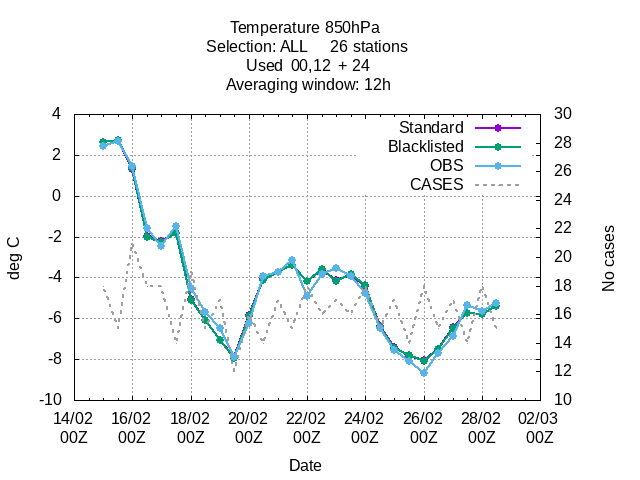 Temperature 850hPa
Selection: ALL 26 stations
Used 00,12 + 24
Averaging window: 12h
Standard
Blacklisted
OBS
CASES
deg C
4
2
0
-2
-4
-6
-8
-10
30
28
26
24
22
20
18
16
14
12
10
No cases
14/02 16/02 18/02 20/02 22/02 24/02 26/02 28/02 02/03
00Z 00Z 00Z 00Z 00Z 00Z 00Z 00Z 00Z
Date